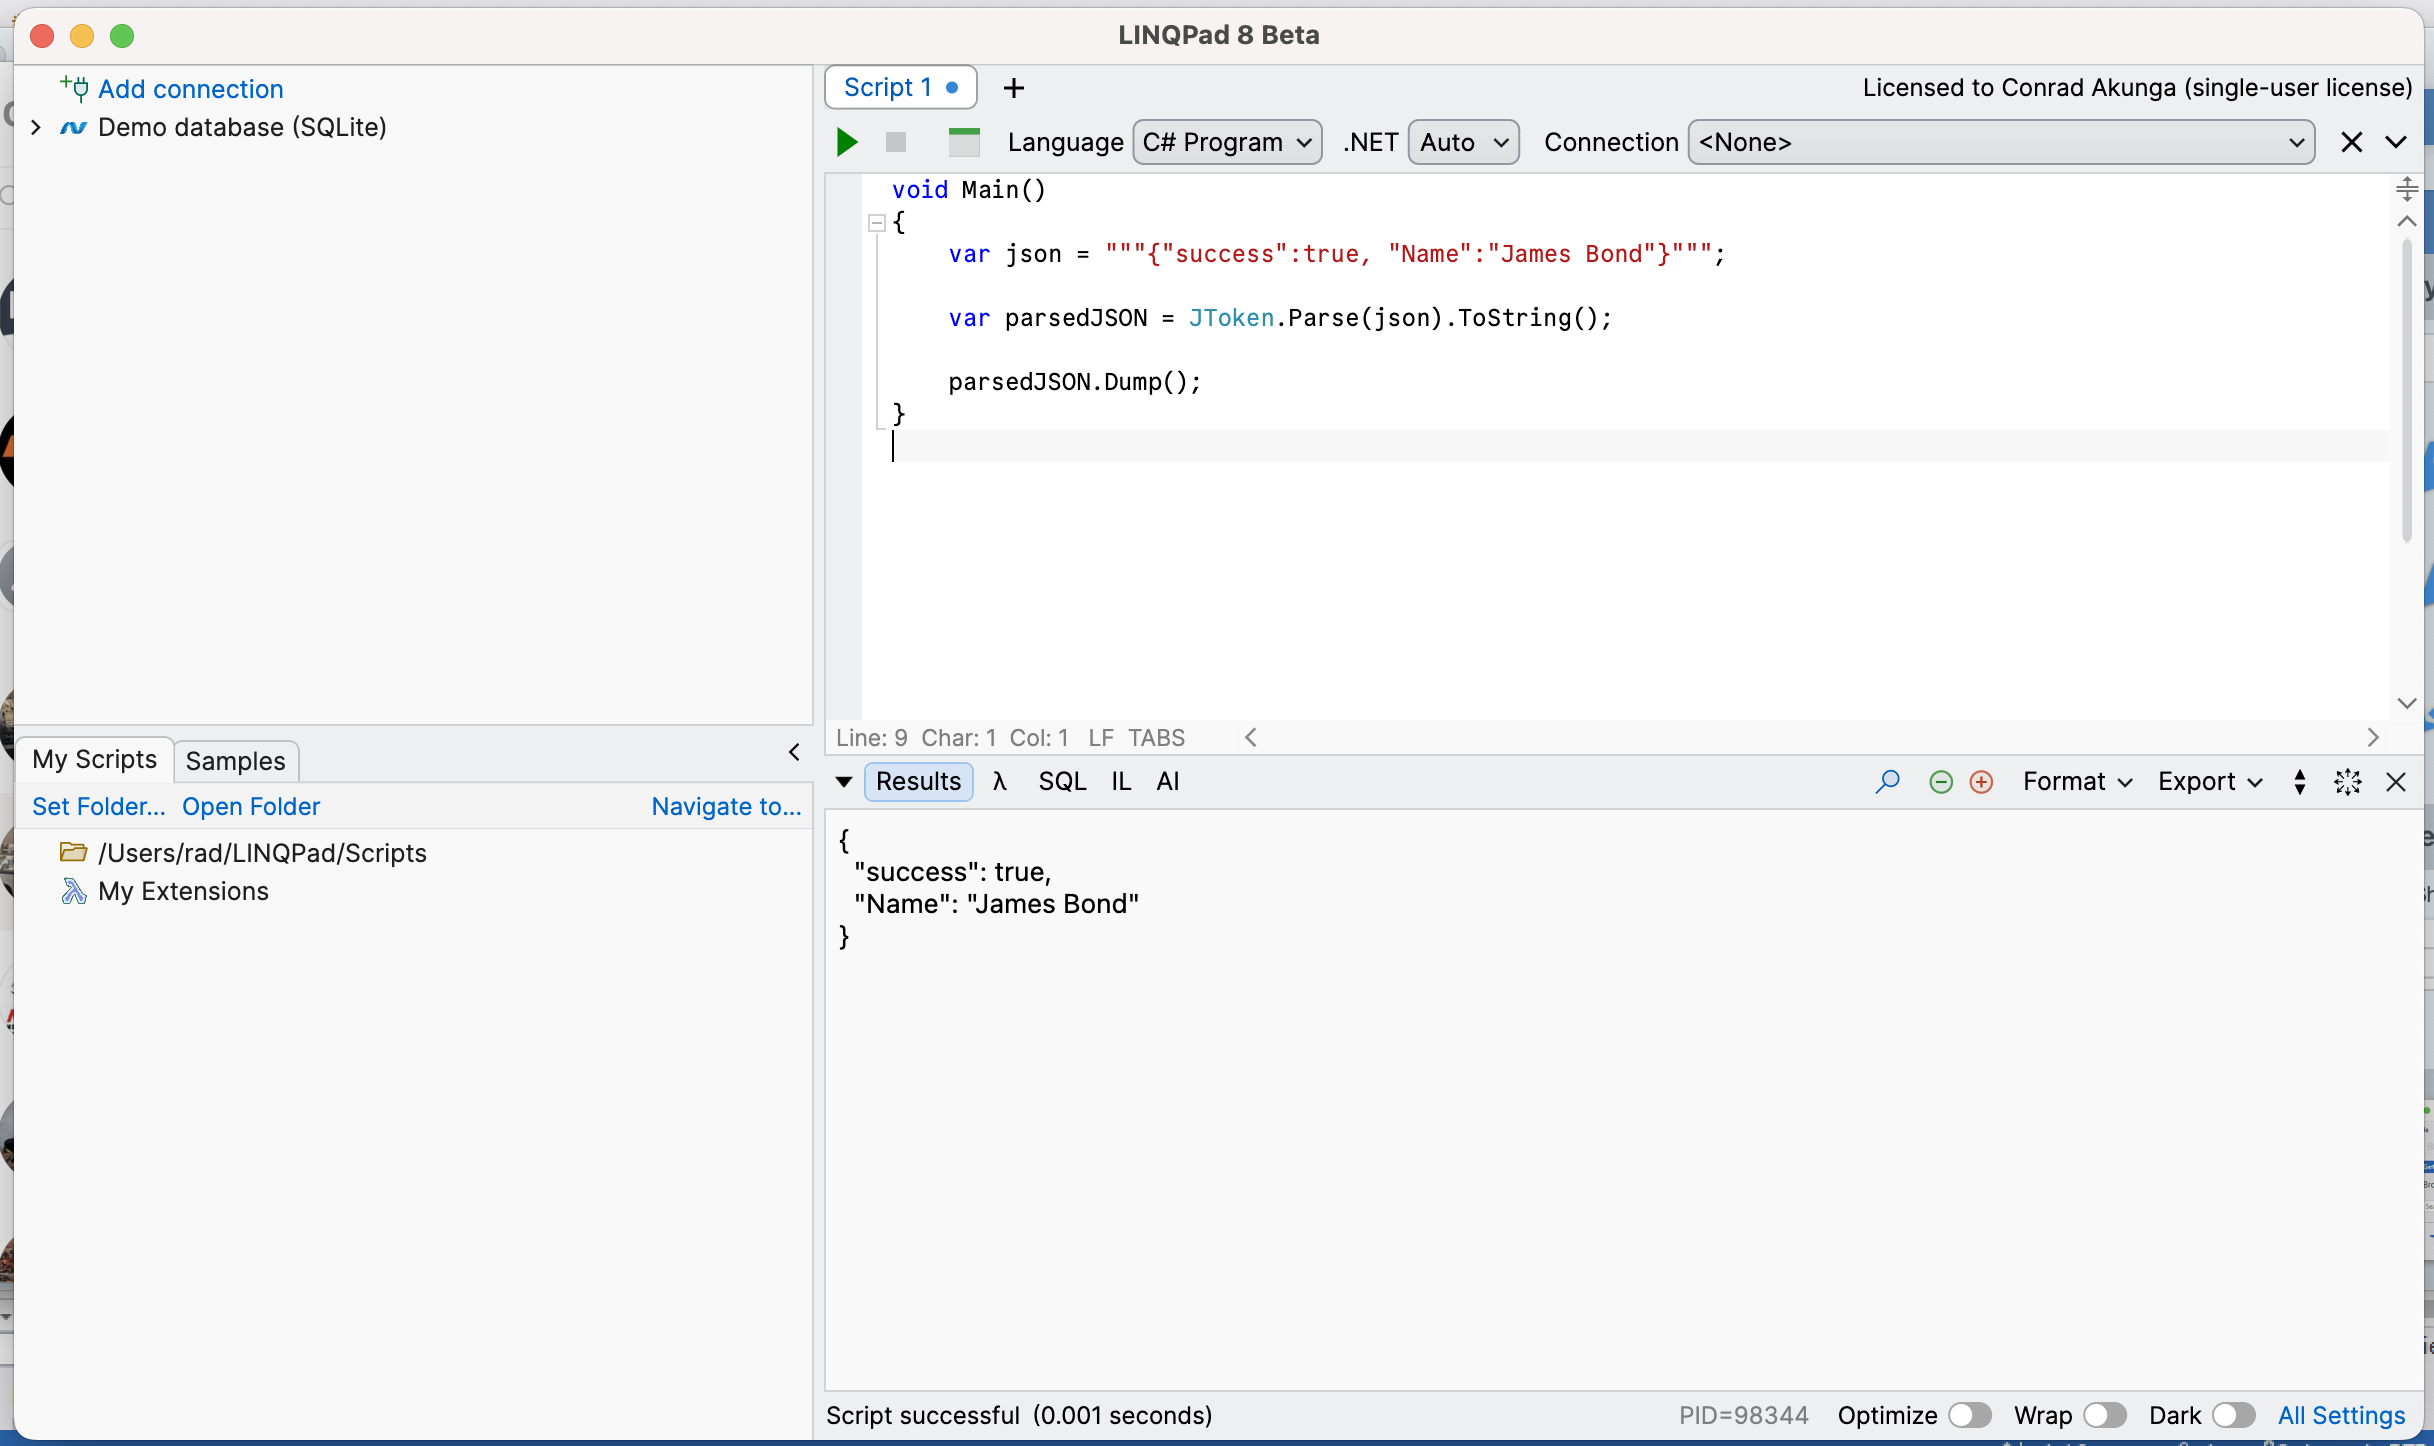 LINQPad 8 Beta
Add connection
Demo database (SQLite)
Script 1
Licensed to Conrad Akunga (single-user license)
Language C# Program .NET Auto Connection <None>
void Main()
{
var json = """{"success":true, "Name":"James Bond"}""";
var parsedJSON = JToken.Parse(json).ToString();
parsedJSON.Dump();
}
Line: 9 Char: 1 Col: 1 LF TABS
My Scripts Samples
Set Folder... Open Folder Navigate to...
/Users/rad/LINQPad/Scripts
My Extensions
Results λ SQL IL AI Format Export
{
"success": true,
"Name": "James Bond"
}
Script successful (0.001 seconds)
PID=98344 Optimize Wrap Dark All Settings